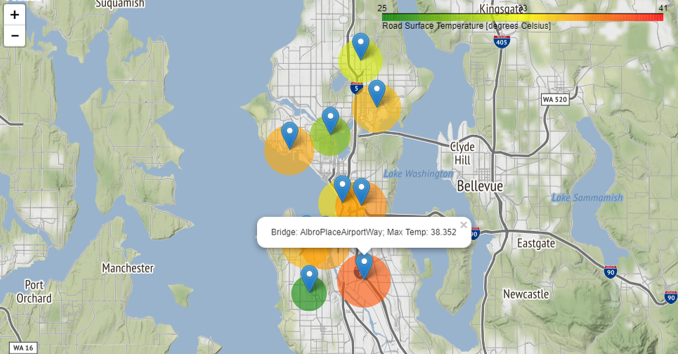 Suquamish
Kingsgate
+
−
25
33
41
Road Surface Temperature [degrees Celsius]
405
5
WA 520
Clyde
Hill
Lake Washington
Bellevue
Lake Sammamish
Bridge: AlbroPlaceAirportWay; Max Temp: 38.352
×
90
Eastgate
Manchester
90
Port
Orchard
Newcastle
90
WA 16